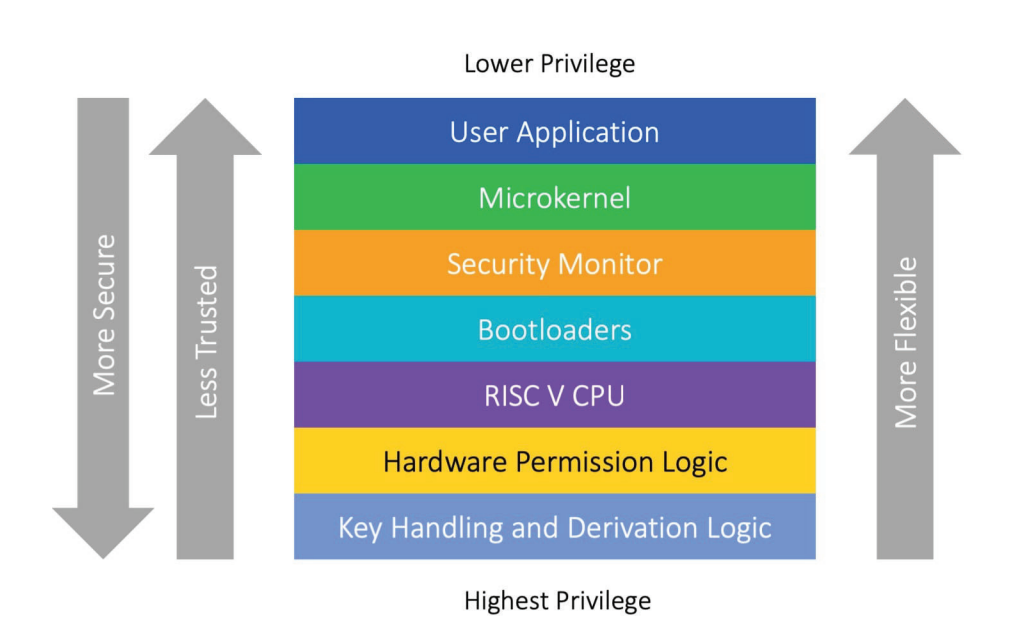 Lower Privilege
User Application
Microkernel
Security Monitor
Bootloaders
RISC V CPU
Hardware Permission Logic
Key Handling and Derivation Logic
Highest Privilege
More Secure
Less Trusted
More Flexible